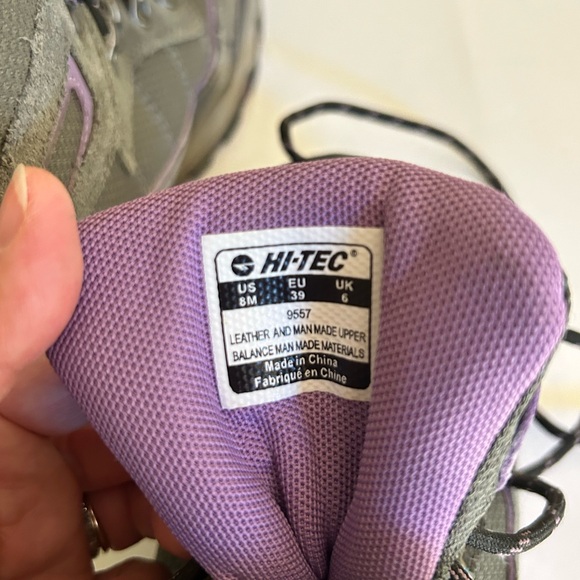 HI-TEC®
US EU UK
8M 39 6
9557
LEATHER AND MAN MADE UPPER
BALANCE MAN MADE MATERIALS
Made in China
Fabriqué en Chine